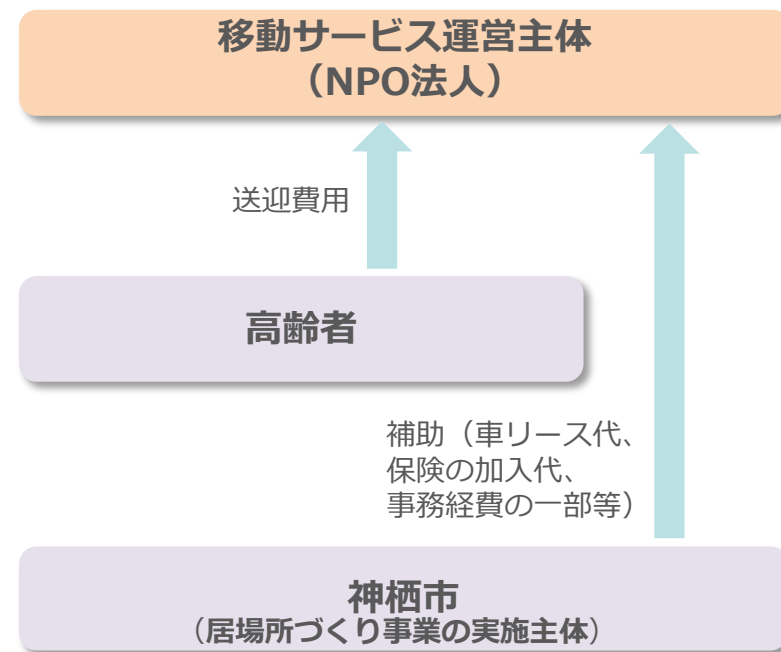 移動サービス運営主体
（NPO法人）
送迎費用
高齢者
補助（車リース代、
保険の加入代、
事務経費の一部等）
神栖市
（居場所づくり事業の実施主体）